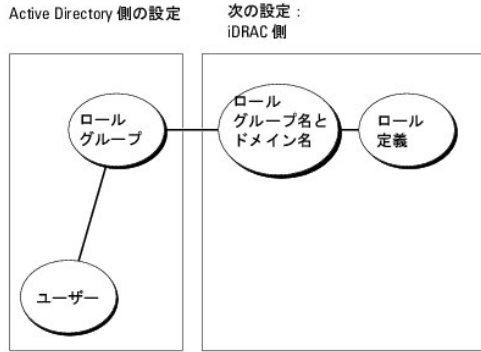 Active Directory 側の設定
次の設定：
iDRAC 側
ロール
グループ
ロール
グループ名と
ドメイン名
ロール
定義
ユーザー